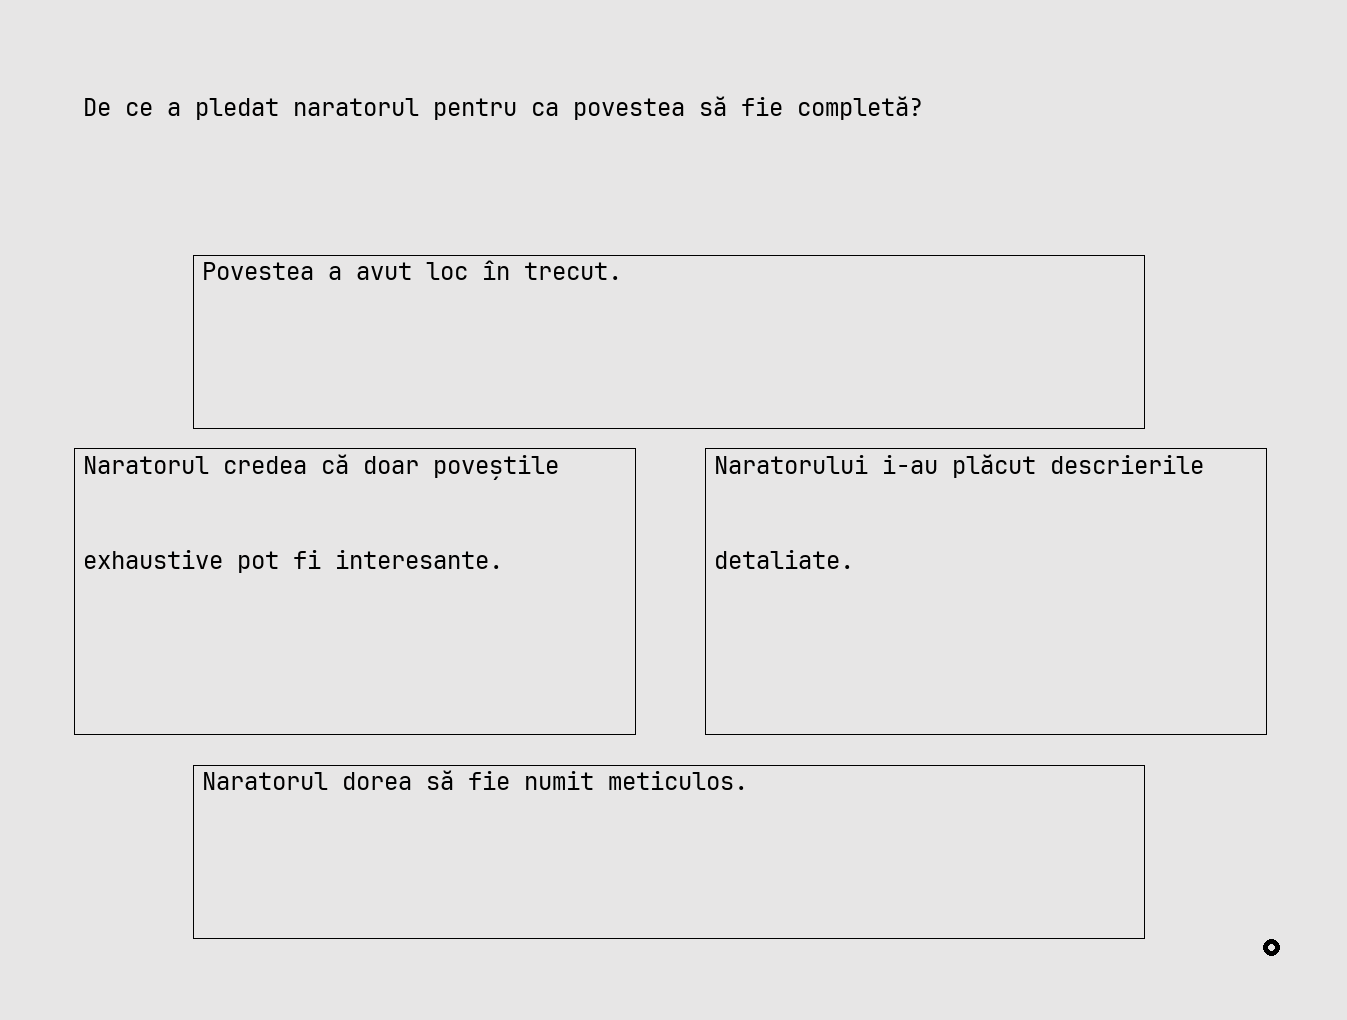 De ce a pledat naratorul pentru ca povestea să fie completă?
Povestea a avut loc în trecut.
Naratorul credea că doar poveștile
exhaustive pot fi interesante.
Naratorului i-au plăcut descrierile
detaliate.
Naratorul dorea să fie numit meticulos.